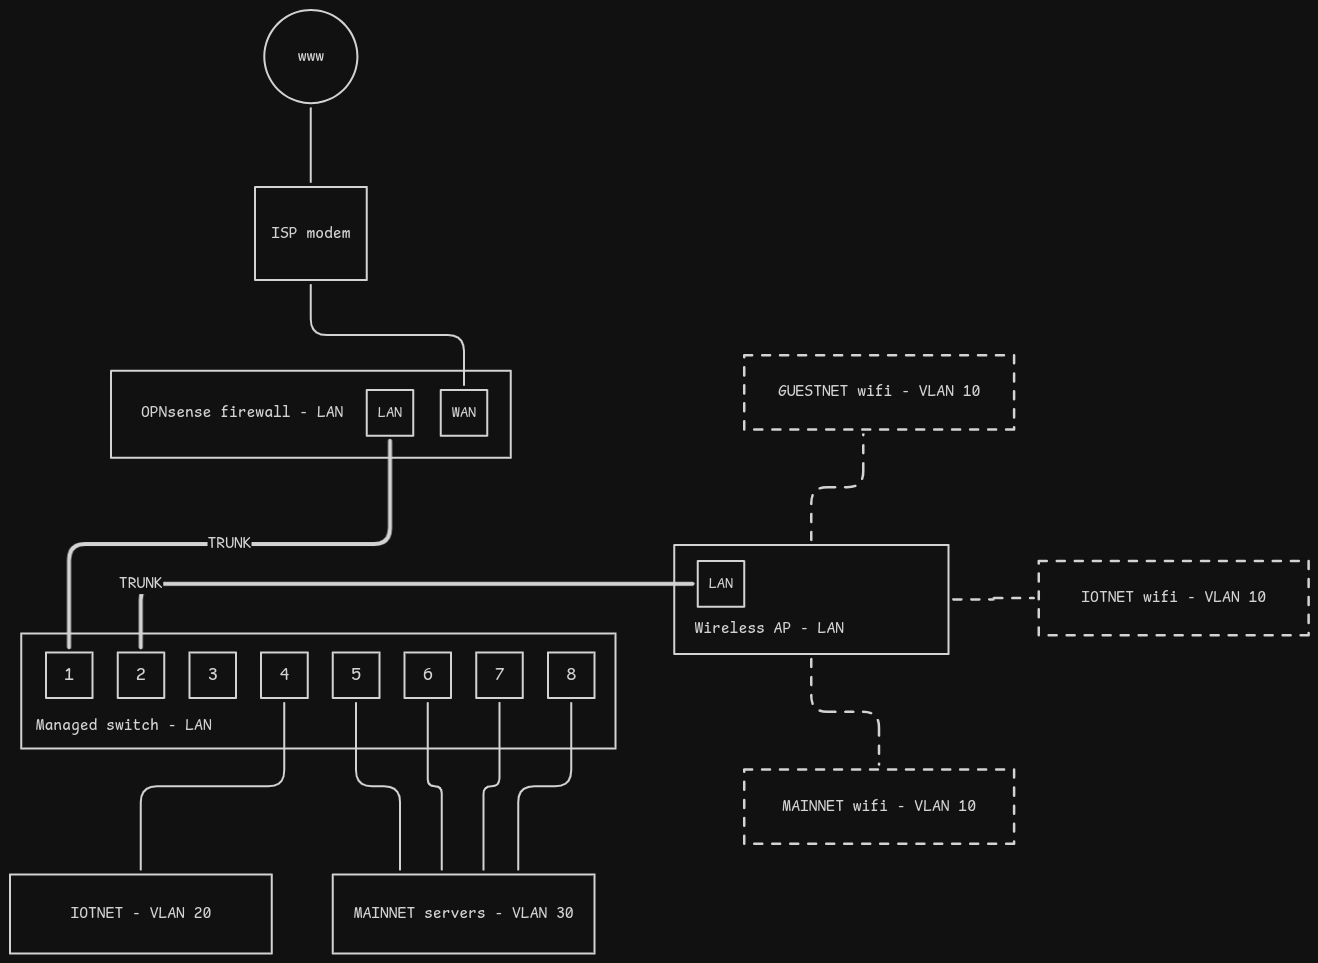 www
ISP modem
OPNsense firewall - LAN
LAN
WAN
GUESTNET wifi - VLAN 10
TRUNK
TRUNK
LAN
Wireless AP - LAN
IOTNET wifi - VLAN 10
1
2
3
4
5
6
7
8
Managed switch - LAN
MAINNET wifi - VLAN 10
IOTNET - VLAN 20
MAINNET servers - VLAN 30